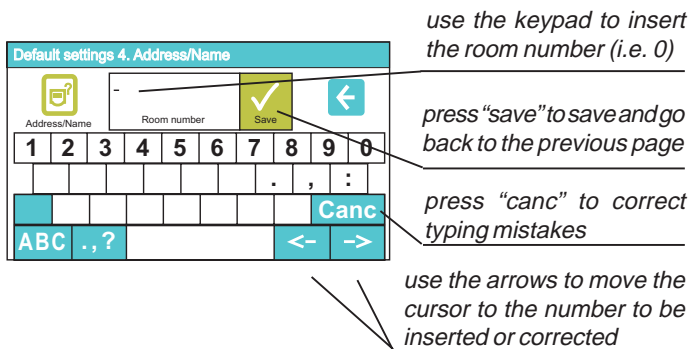 use the keypad to insert
the room number (i.e. 0)
Default settings 4. Address/Name
-
Address/Name
Room number
Save
press “save” to save and go
back to the previous page
1 2 3 4 5 6 7 8 9 0
. , :
Canc
press “canc” to correct
typing mistakes
ABC .,? <- ->
use the arrows to move the
cursor to the number to be
inserted or corrected